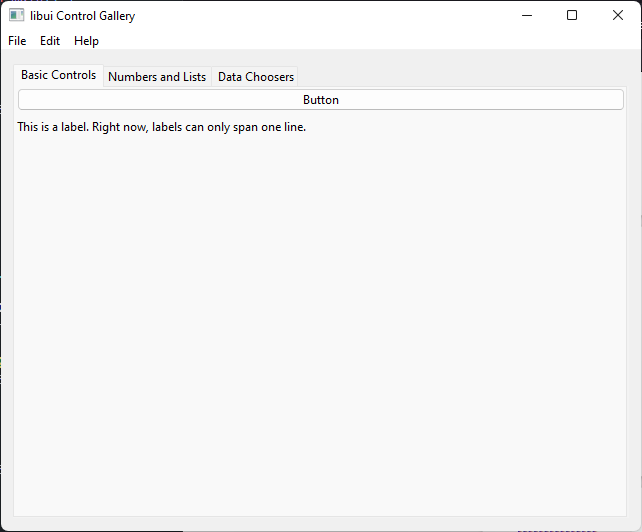 libui Control Gallery
File Edit Help
Basic Controls Numbers and Lists Data Choosers
Button
This is a label. Right now, labels can only span one line.